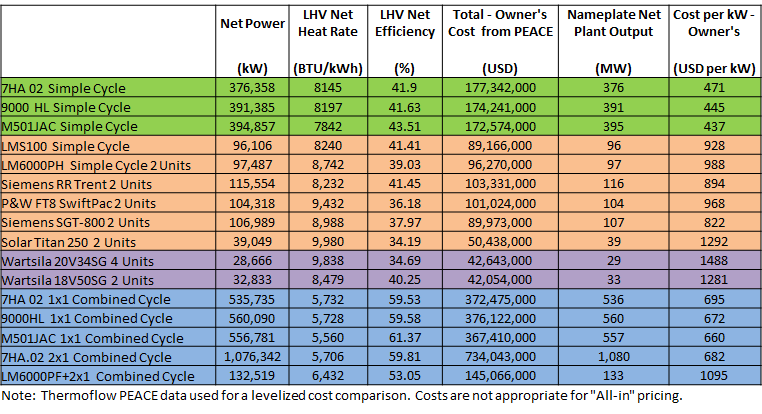 Net Power LHV Net Heat Rate LHV Net Efficiency Total - Owner's Cost from PEACE Nameplate Net Plant Output Cost per kW - Owner's
(kW) (BTU/kWh) (%) (USD) (MW) (USD per kW)
7HA 02 Simple Cycle 376,358 8145 41.9 177,342,000 376 471
9000 HL Simple Cycle 391,385 8197 41.63 174,241,000 391 445
M501JAC Simple Cycle 394,857 7842 43.51 172,574,000 395 437
LMS100 Simple Cycle 96,106 8240 41.41 89,166,000 96 928
LM6000PH Simple Cycle 2 Units 97,487 8,742 39.03 96,270,000 97 988
Siemens RR Trent 2 Units 115,554 8,232 41.45 103,331,000 116 894
P&W FT8 SwiftPac 2 Units 104,318 9,432 36.18 101,024,000 104 968
Siemens SGT-800 2 Units 106,989 8,988 37.97 89,973,000 107 822
Solar Titan 250 2 Units 39,049 9,980 34.19 50,438,000 39 1292
Wartsila 20V34SG 4 Units 28,666 9,838 34.69 42,643,000 29 1488
Wartsila 18V50SG 2 Units 32,833 8,479 40.25 42,054,000 33 1281
7HA 02 1x1 Combined Cycle 535,735 5,732 59.53 372,475,000 536 695
9000HL 1x1 Combined Cycle 560,090 5,728 59.58 376,122,000 560 672
M501JAC 1x1 Combined Cycle 556,781 5,560 61.37 367,410,000 557 660
7HA.02 2x1 Combined Cycle 1,076,342 5,706 59.81 734,043,000 1,080 682
LM6000PF+2x1 Combined Cycle 132,519 6,432 53.05 145,066,000 133 1095
Note: Thermoflow PEACE data used for a levelized cost comparison. Costs are not appropriate for "All-in" pricing.